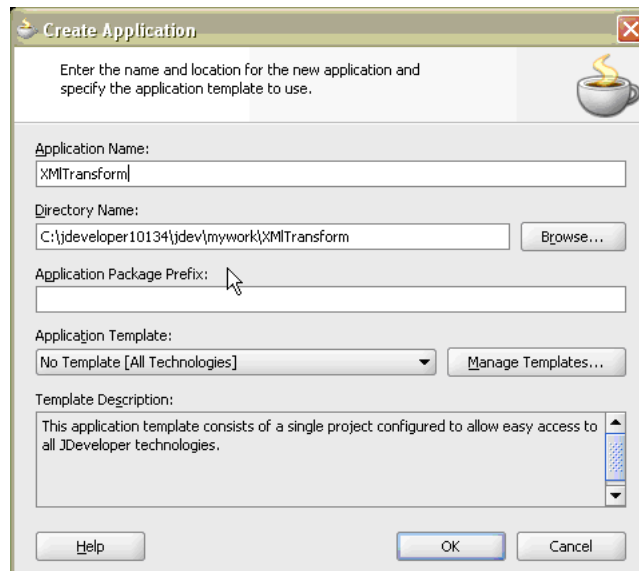 Create Application
Enter the name and location for the new application and
specify the application template to use.
Application Name:
XMlTransform
Directory Name:
C:\jdeveloper10134\jdev\mywork\XMlTransform
Browse...
Application Package Prefix:
Application Template:
No Template [All Technologies]
Manage Templates...
Template Description:
This application template consists of a single project configured to allow easy access to
all JDeveloper technologies.
Help
OK
Cancel